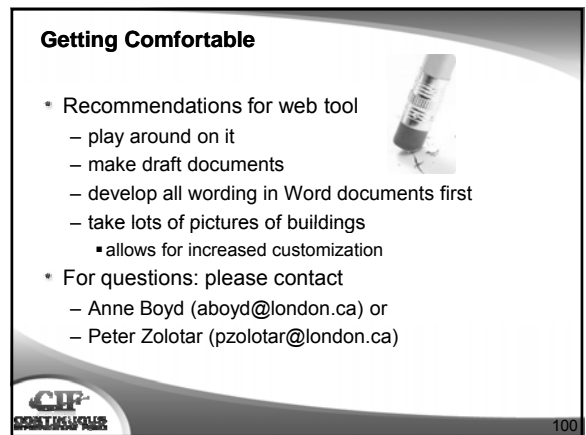 Getting Comfortable
• Recommendations for web tool
– play around on it
– make draft documents
– develop all wording in Word documents first
– take lots of pictures of buildings
▪ allows for increased customization
• For questions: please contact
– Anne Boyd (aboyd@london.ca) or
– Peter Zolotar (pzolotar@london.ca)
CIF
CONTINUOUS
100